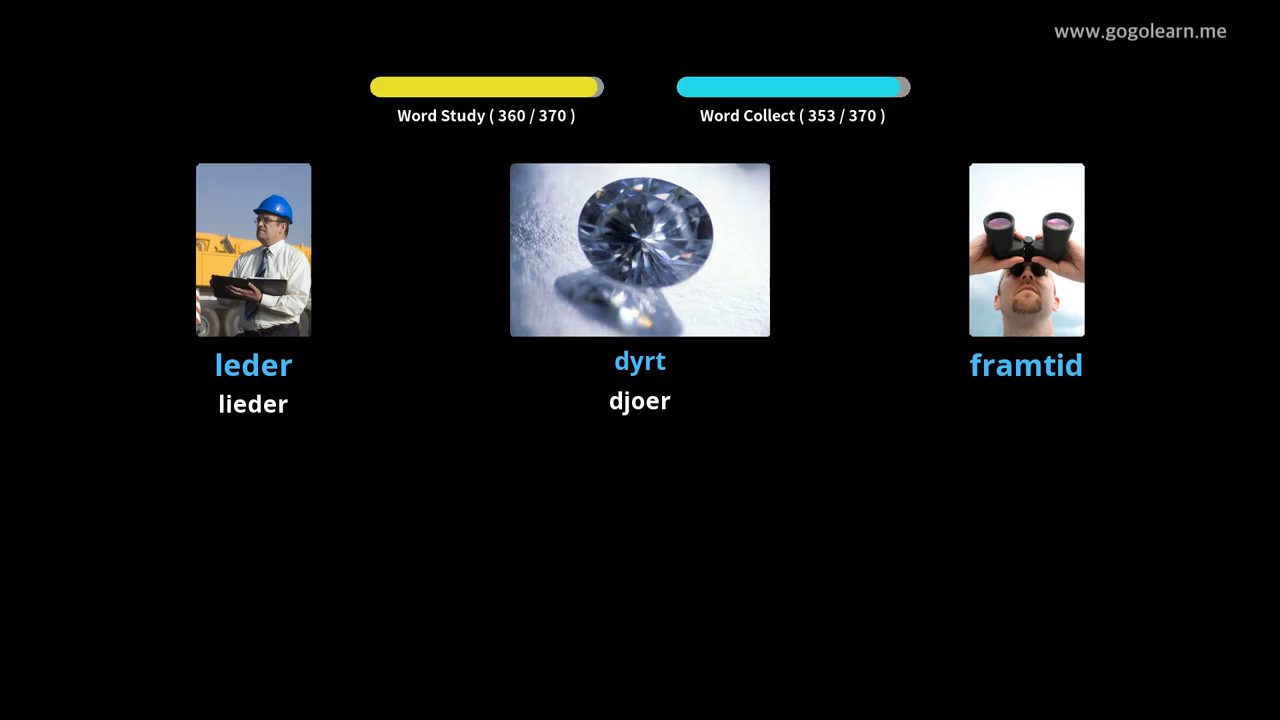 www.gogolearn.me
Word Study ( 360 / 370 )
Word Collect ( 353 / 370 )
leder
lieder
dyrt
djoer
framtid